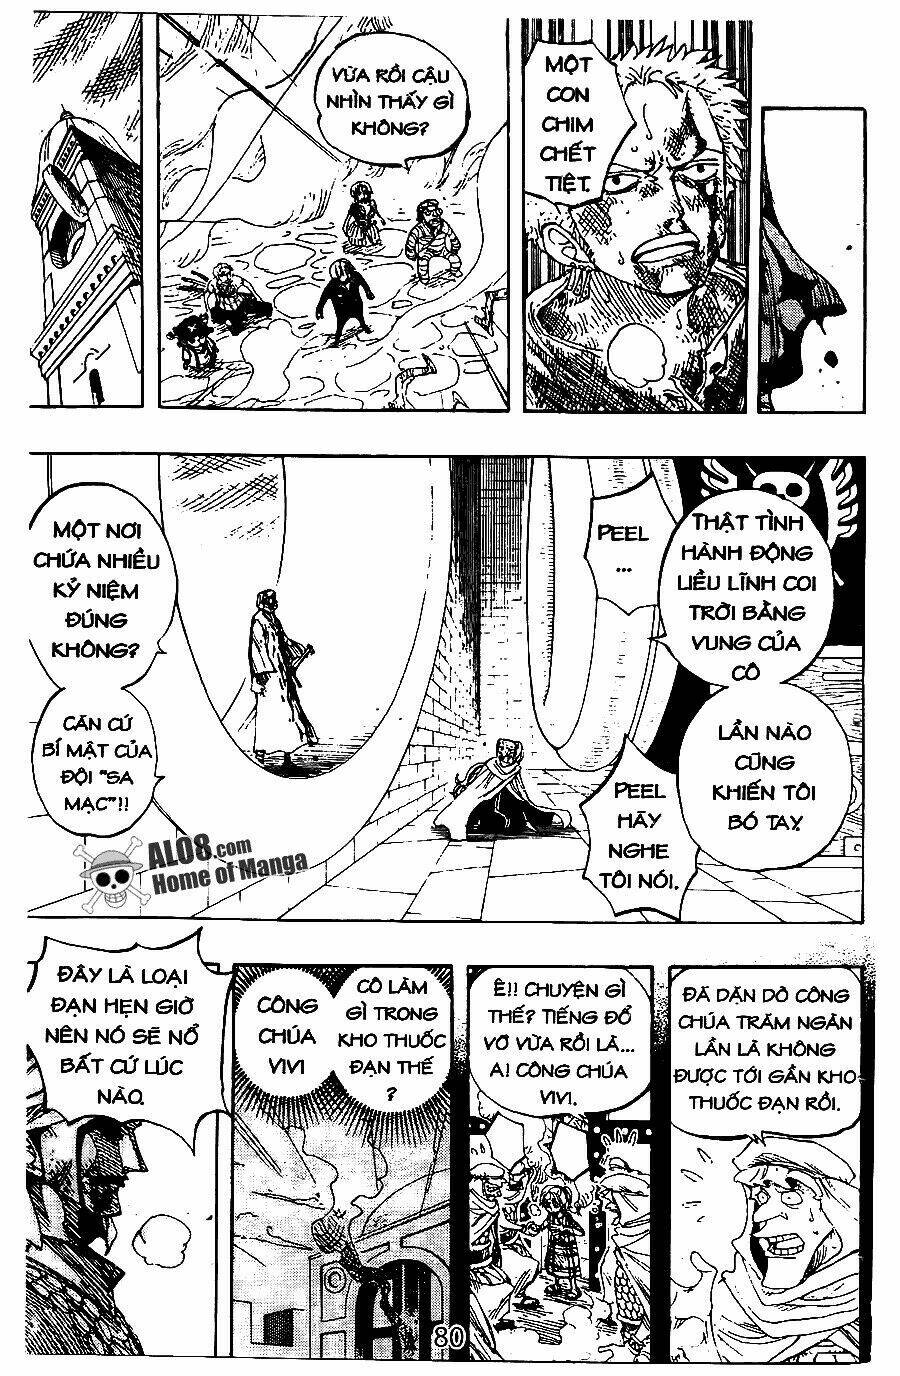 MỘT
CON
CHIM
CHẾT
TIỆT.
VỪA RỒI CẬU
NHÌN THẤY GÌ
KHÔNG?
THẬT TÌNH
HÀNH ĐỘNG
LIỀU LĨNH COI
TRỜI BẰNG
VUNG CỦA
CÔ
LẦN NÀO
CŨNG
KHIẾN TÔI
BÓ TAY.
PEEL
...
PEEL
HÃY
NGHE
TÔI NÓI.
MỘT NƠI
CHỨA NHIỀU
KỶ NIỆM
ĐÚNG
KHÔNG?
CĂN CỨ
BÍ MẬT CỦA
ĐỘI "SA
MẠC"!!
ALO8.com
Home of Manga
ĐÃ DẶN DÒ CÔNG
CHÚA TRĂM NGÀN
LẦN LÀ KHÔNG
ĐƯỢC TỚI GẦN KHO
THUỐC ĐẠN RỒI.
Ê!! CHUYỆN GÌ
THẾ? TIẾNG ĐỔ
VỠ VỪA RỒI LÀ...
A! CÔNG CHÚA
VIVI.
CÔ LÀM
GÌ TRONG
KHO THUỐC
ĐẠN THẾ
?
CÔNG
CHÚA
VIVI
ĐÂY LÀ LOẠI
ĐẠN HẸN GIỜ
NÊN NÓ SẼ NỔ
BẤT CỨ LÚC
NÀO.
80